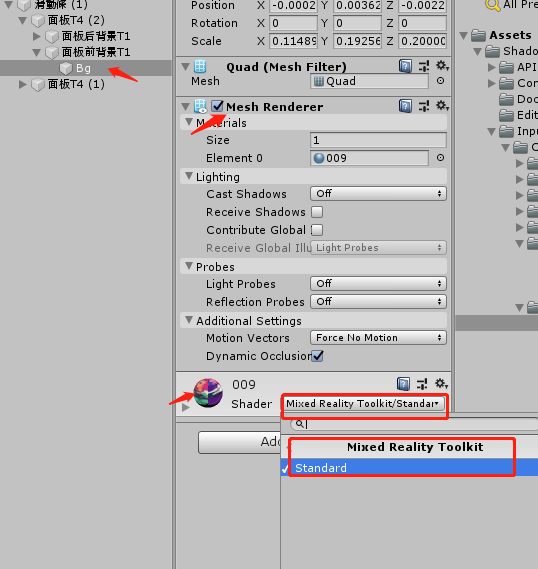 滑動條 (1)
面板T4 (2)
面板后背景T1
面板前背景T1
Bg
面板T4 (1)
Position X -0.0002 Y 0.00362 Z -0.0022
Rotation X 0 Y 0 Z 0
Scale X 0.11489 Y 0.19256 Z 0.20000
Quad (Mesh Filter)
Mesh Quad
Mesh Renderer
Materials
Size 1
Element 0 009
Lighting
Cast Shadows Off
Receive Shadows
Contribute Global
Receive Global Illu Light Probes
Probes
Light Probes Off
Reflection Probes Off
Additional Settings
Motion Vectors Force No Motion
Dynamic Occlusion
009
Shader Mixed Reality Toolkit/Standar
Add
Mixed Reality Toolkit
Standard
All Pre
Assets
Shado
API
Con
Doc
Edit
Inpu
C